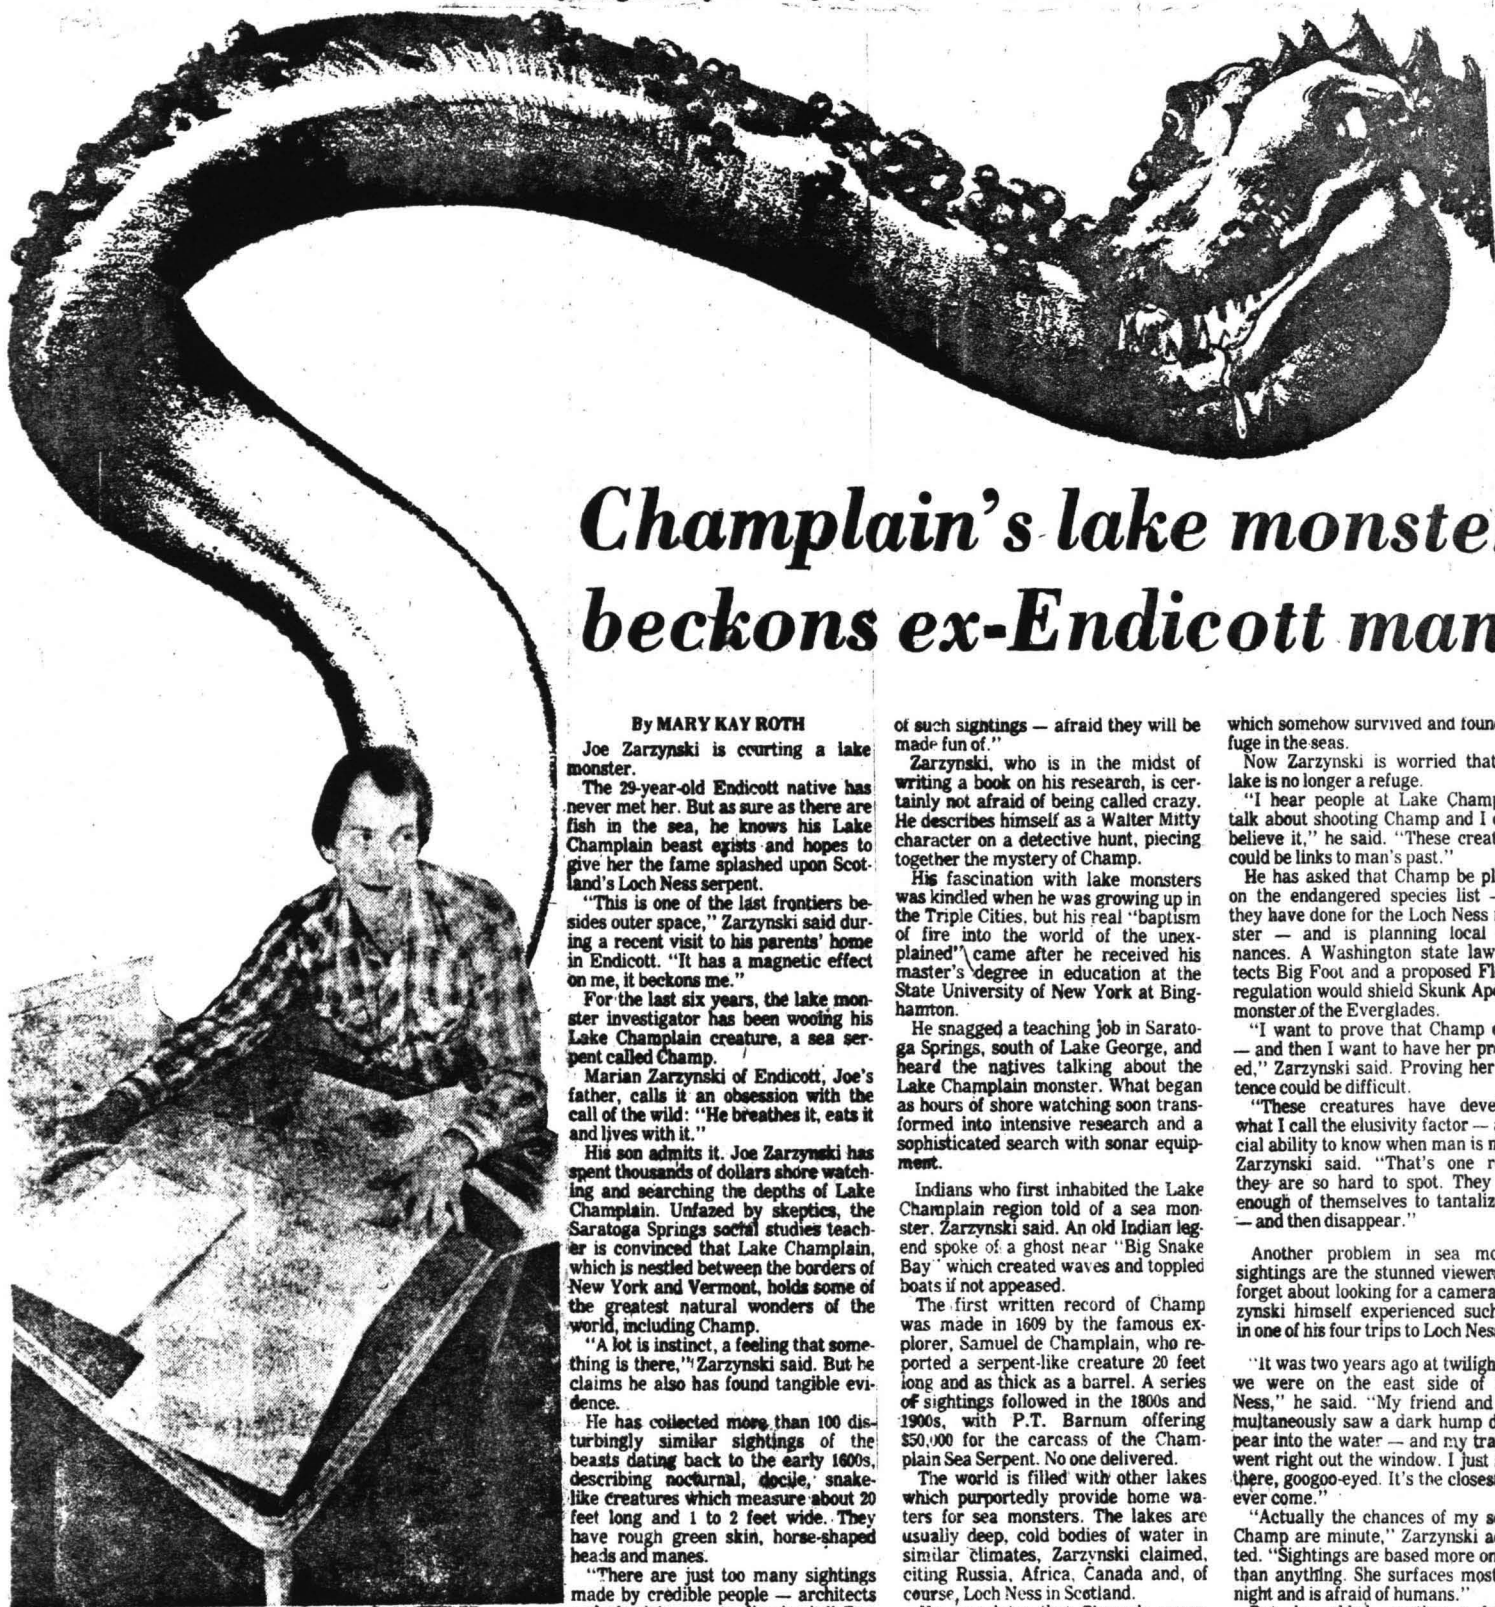 Champlain's lake monste
beckons ex-Endicott man
By MARY KAY ROTH
Joe Zarzynski is courting a lake
monster.
The 29-year-old Endicott native has
never met her. But as sure as there are
fish in the sea, he knows his Lake
Champlain beast exists and hopes to
give her the fame splashed upon Scot-
land's Loch Ness serpent.
"This is one of the last frontiers be-
sides outer space," Zarzynski said dur-
ing a recent visit to his parents' home
in Endicott. "It has a magnetic effect
on me, it beckons me."
For the last six years, the lake mon-
ster investigator has been wooing his
Lake Champlain creature, a sea ser-
pent called Champ.
Marian Zarzynski of Endicott, Joe's
father, calls it an obsession with the
call of the wild: "He breathes it, eats it
and lives with it."
His son admits it. Joe Zarzynski has
spent thousands of dollars shore watch-
ing and searching the depths of Lake
Champlain. Unfazed by skeptics, the
Saratoga Springs social studies teach-
er is convinced that Lake Champlain,
which is nestled between the borders of
New York and Vermont, holds some of
the greatest natural wonders of the
world, including Champ.
"A lot is instinct, a feeling that some-
thing is there," Zarzynski said. But he
claims he also has found tangible evi-
dence.
He has collected more than 100 dis-
turbingly similar sightings of the
beasts dating back to the early 1600s,
describing nocturnal, docile, snake-
like creatures which measure about 20
feet long and 1 to 2 feet wide. They
have rough green skin, horse-shaped
heads and manes.
"There are just too many sightings
made by credible people — architects
of such sightings — afraid they will be
made fun of."
Zarzynski, who is in the midst of
writing a book on his research, is cer-
tainly not afraid of being called crazy.
He describes himself as a Walter Mitty
character on a detective hunt, piecing
together the mystery of Champ.
His fascination with lake monsters
was kindled when he was growing up in
the Triple Cities, but his real "baptism
of fire into the world of the unex-
plained" came after he received his
master's degree in education at the
State University of New York at Bing-
hamton.
He snagged a teaching job in Sarato-
ga Springs, south of Lake George, and
heard the natives talking about the
Lake Champlain monster. What began
as hours of shore watching soon trans-
formed into intensive research and a
sophisticated search with sonar equip-
ment.
Indians who first inhabited the Lake
Champlain region told of a sea mon-
ster, Zarzynski said. An old Indian leg-
end spoke of a ghost near "Big Snake
Bay" which created waves and toppled
boats if not appeased.
The first written record of Champ
was made in 1609 by the famous ex-
plorer, Samuel de Champlain, who re-
ported a serpent-like creature 20 feet
long and as thick as a barrel. A series
of sightings followed in the 1800s and
1900s, with P.T. Barnum offering
$50,000 for the carcass of the Cham-
plain Sea Serpent. No one delivered.
The world is filled with other lakes
which purportedly provide home wa-
ters for sea monsters. The lakes are
usually deep, cold bodies of water in
similar climates, Zarzynski claimed,
citing Russia, Africa, Canada and, of
course, Loch Ness in Scotland.
which somehow survived and foun
fuge in the seas.
Now Zarzynski is worried that
lake is no longer a refuge.
"I hear people at Lake Champ
talk about shooting Champ and I
believe it," he said. "These creat
could be links to man's past."
He has asked that Champ be pl
on the endangered species list -
they have done for the Loch Ness
ster — and is planning local
nances. A Washington state law
tects Big Foot and a proposed Fl
regulation would shield Skunk Ap
monster of the Everglades.
"I want to prove that Champ e
— and then I want to have her pr
ed," Zarzynski said. Proving her
tence could be difficult.
"These creatures have deve
what I call the elusivity factor —
cial ability to know when man is n
Zarzynski said. "That's one r
they are so hard to spot. They
enough of themselves to tantaliz
— and then disappear."
Another problem in sea mo
sightings are the stunned viewer
forget about looking for a camera
zynski himself experienced such
in one of his four trips to Loch Nes
"It was two years ago at twiligh
we were on the east side of
Ness," he said. "My friend and
multaneously saw a dark hump d
pear into the water — and my tra
went right out the window. I just
there, googoo-eyed. It's the closes
ever come."
"Actually the chances of my s
Champ are minute," Zarzynski a
ted. "Sightings are based more on
than anything. She surfaces most
night and is afraid of humans."